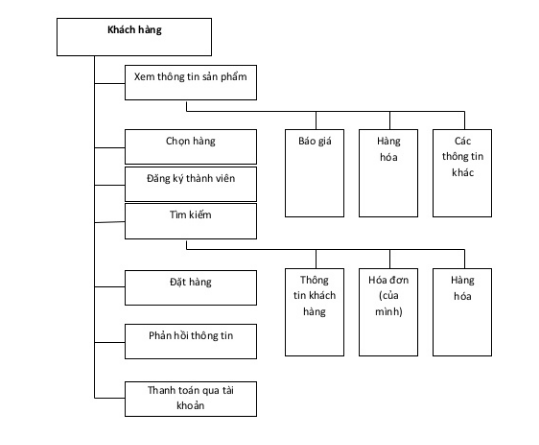 Khách hàng
Xem thông tin sản phẩm
Chọn hàng
Báo giá
Hàng
hóa
Các
thông tin
khác
Đăng ký thành viên
Tìm kiếm
Đặt hàng
Thông
tin khách
hàng
Hóa đơn
(của
mình)
Hàng
hóa
Phản hồi thông tin
Thanh toán qua tài
khoản